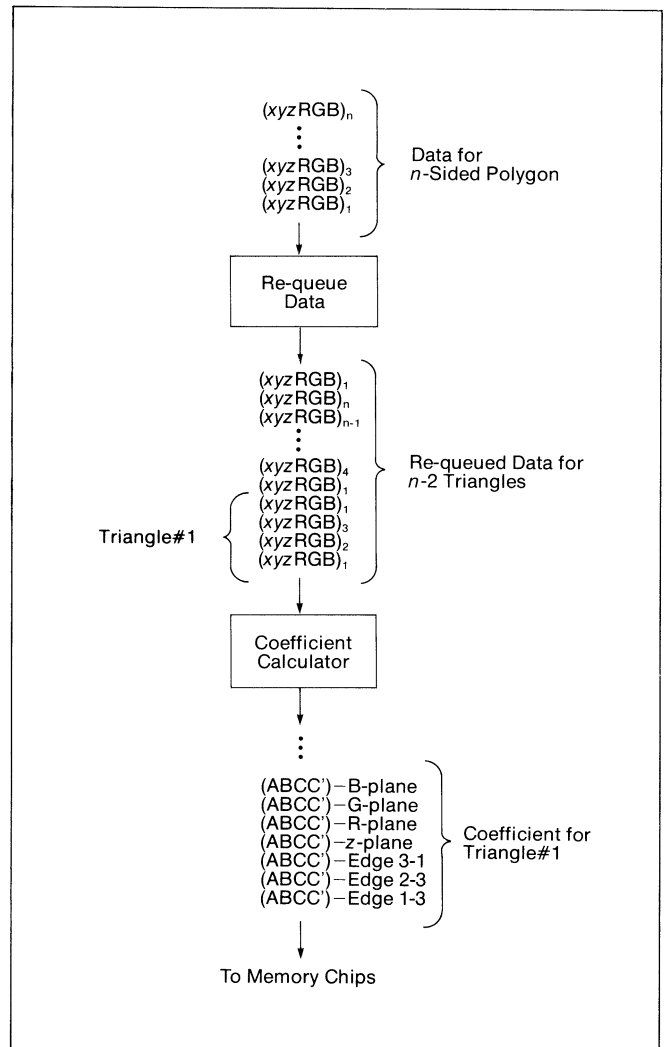 (xyzRGB)ₙ
⋮
(xyzRGB)₃
(xyzRGB)₂
(xyzRGB)₁
Data for
n-Sided Polygon
Re-queue
Data
(xyzRGB)₁
(xyzRGB)ₙ
(xyzRGB)ₙ₋₁
⋮
(xyzRGB)₄
(xyzRGB)₁
(xyzRGB)₁
(xyzRGB)₃
(xyzRGB)₂
(xyzRGB)₁
Re-queued Data for
n-2 Triangles
Triangle#1
Coefficient
Calculator
⋮
(ABCC')–B-plane
(ABCC')–G-plane
(ABCC')–R-plane
(ABCC')–z-plane
(ABCC')–Edge 3-1
(ABCC')–Edge 2-3
(ABCC')–Edge 1-3
Coefficient for
Triangle#1
To Memory Chips